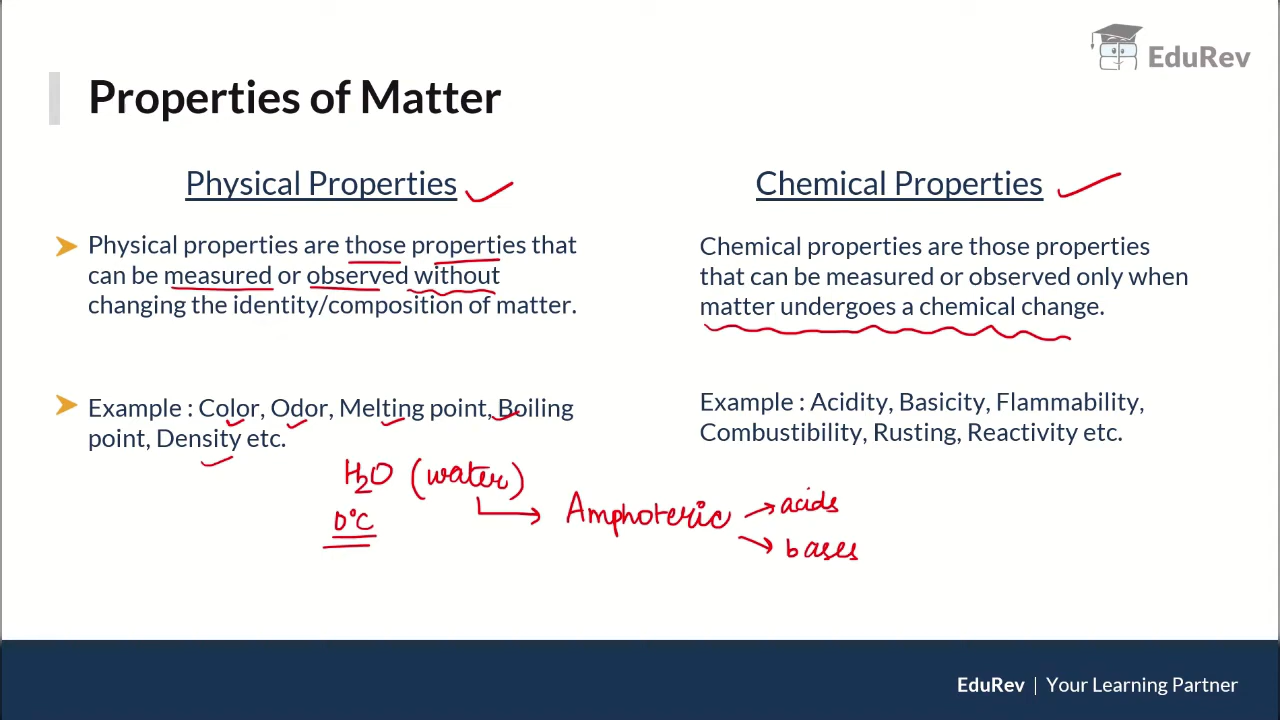 EduRev
Properties of Matter
Physical Properties
Physical properties are those properties that
can be measured or observed without
changing the identity/composition of matter.
Example : Color, Odor, Melting point, Boiling
point, Density etc.
Chemical Properties
Chemical properties are those properties
that can be measured or observed only when
matter undergoes a chemical change.
Example : Acidity, Basicity, Flammability,
Combustibility, Rusting, Reactivity etc.
H₂O (water)
0°C
Amphoteric
acids
bases
EduRev | Your Learning Partner